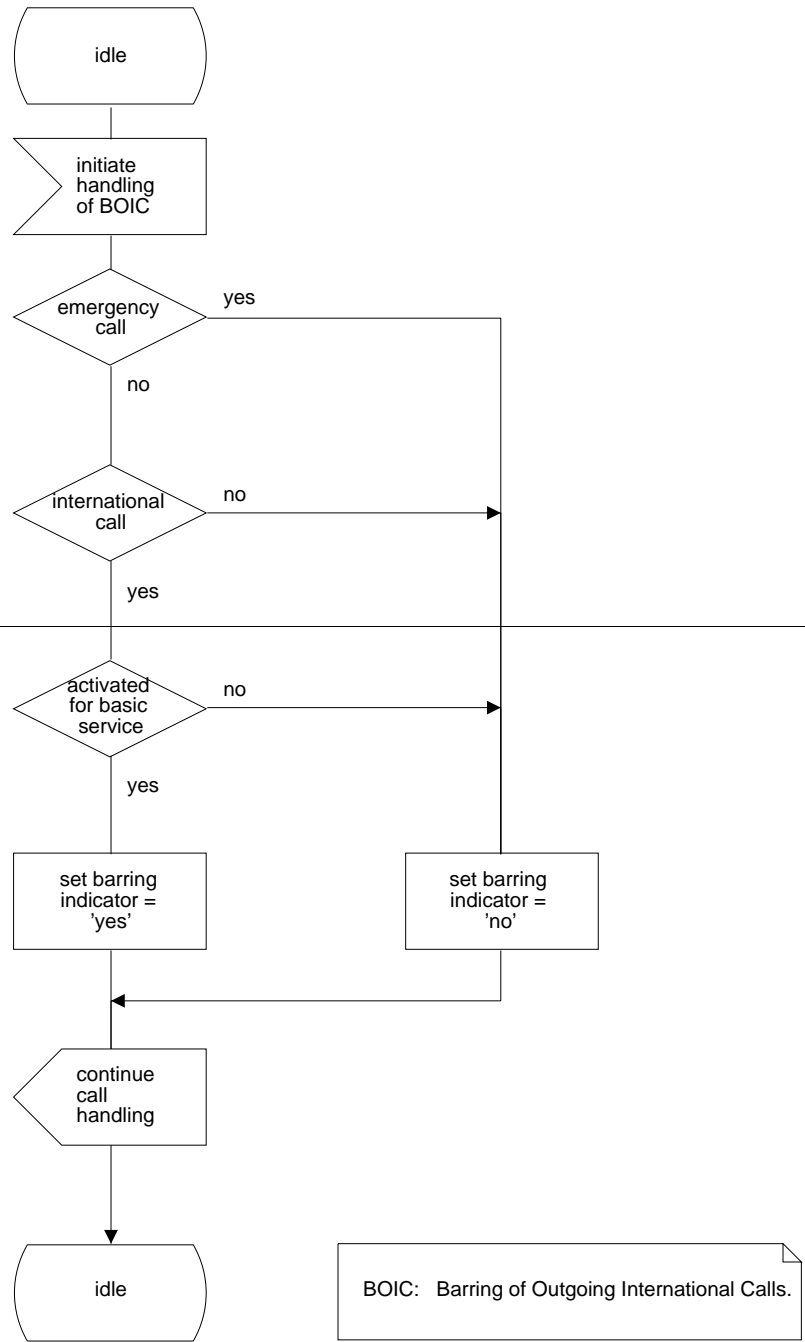 idle
initiate
handling
of BOIC
emergency
call
yes
no
international
call
no
yes
activated
for basic
service
no
yes
set barring
indicator =
'yes'
set barring
indicator =
'no'
continue
call
handling
idle
BOIC: Barring of Outgoing International Calls.